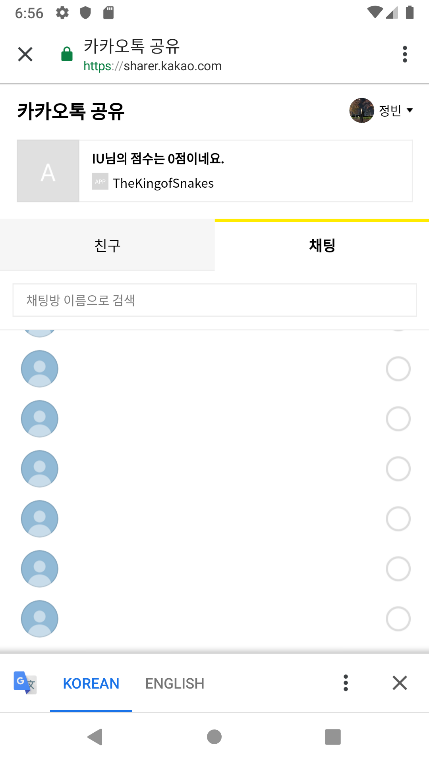 6:56
카카오톡 공유
https://sharer.kakao.com
카카오톡 공유
정빈
A
IU님의 점수는 0점이네요.
APP TheKingofSnakes
친구
채팅
채팅방 이름으로 검색
KOREAN
ENGLISH